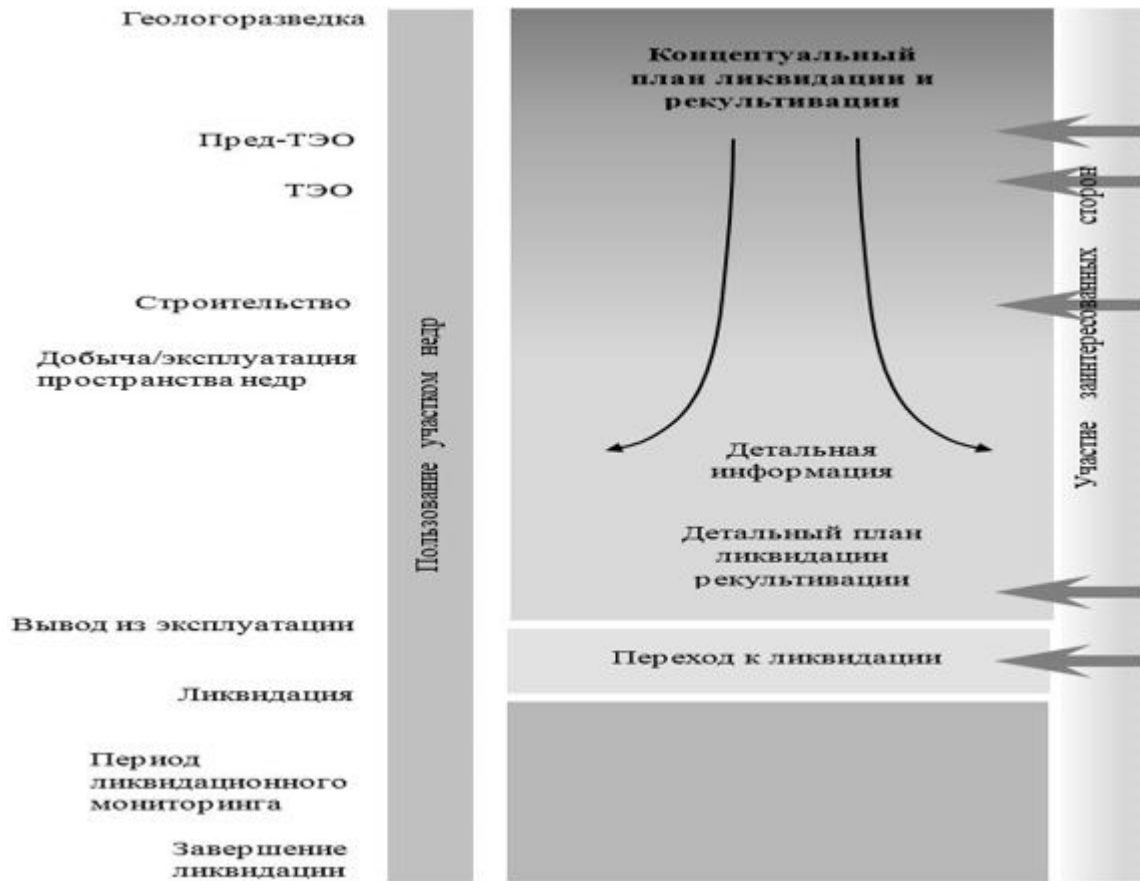 Геологоразведка
Пред-ТЭО
ТЭО
Строительство
Добыча/эксплуатация
пространства недр
Вывод из эксплуатации
Ликвидация
Период
ликвидационного
мониторинга
Завершение
ликвидации
Пользование участком недр
Концептуальный
план ликвидации и
рекультивации
Детальная
информация
Детальный план
ликвидации
рекультивации
Переход к ликвидации
Участие заинтересованных сторон